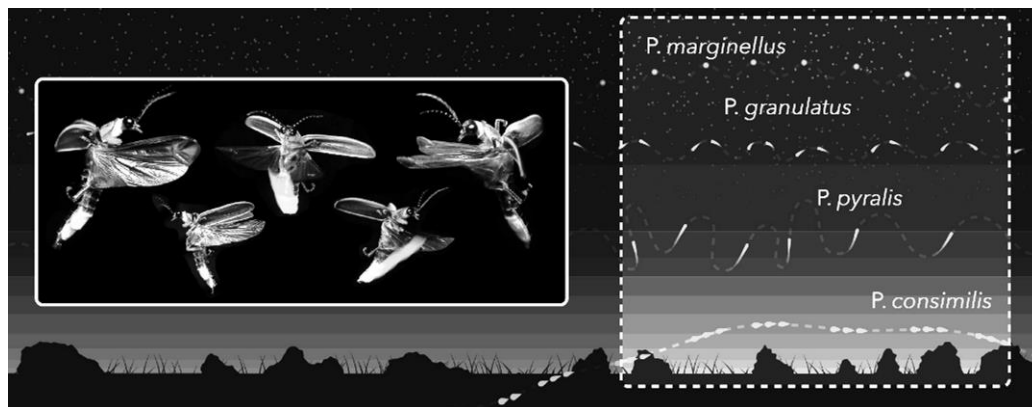 P. marginellus
P. granulatus
P. pyralis
P. consimilis